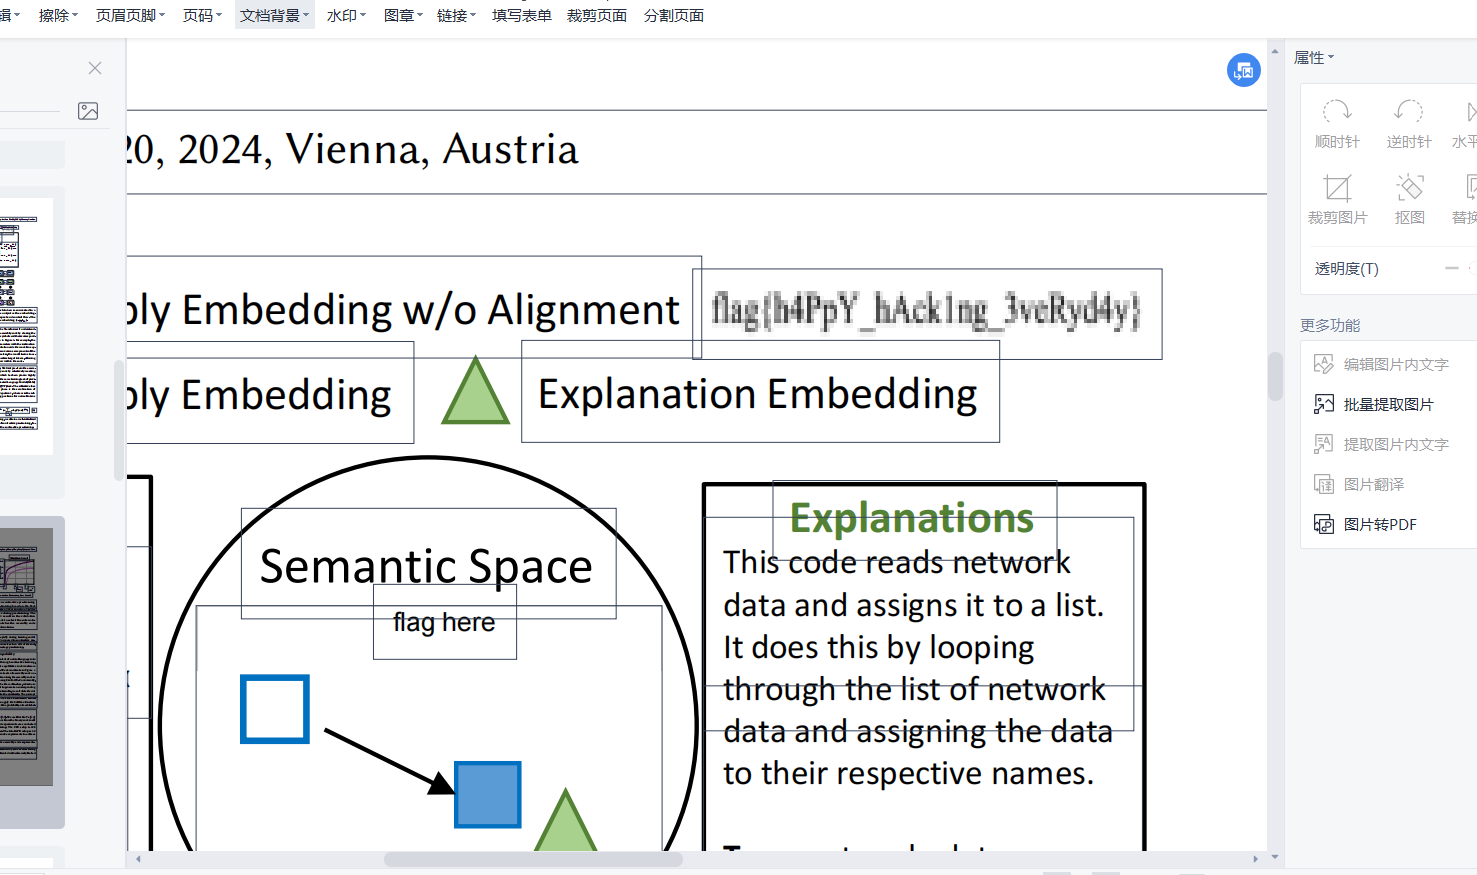 擦除 页眉页脚 页码 文档背景 水印 图章 链接 填写表单 裁剪页面 分割页面
属性
20, 2024, Vienna, Austria
顺时针 逆时针 水平
裁剪图片 抠图 替换
透明度(T)
bly Embedding w/o Alignment flag{h4PpY_hAck1ng_3veRyd4y}
bly Embedding Explanation Embedding
更多功能
编辑图片内文字
批量提取图片
提取图片内文字
图片翻译
图片转PDF
Semantic Space
flag here
Explanations
This code reads network
data and assigns it to a list.
It does this by looping
through the list of network
data and assigning the data
to their respective names.